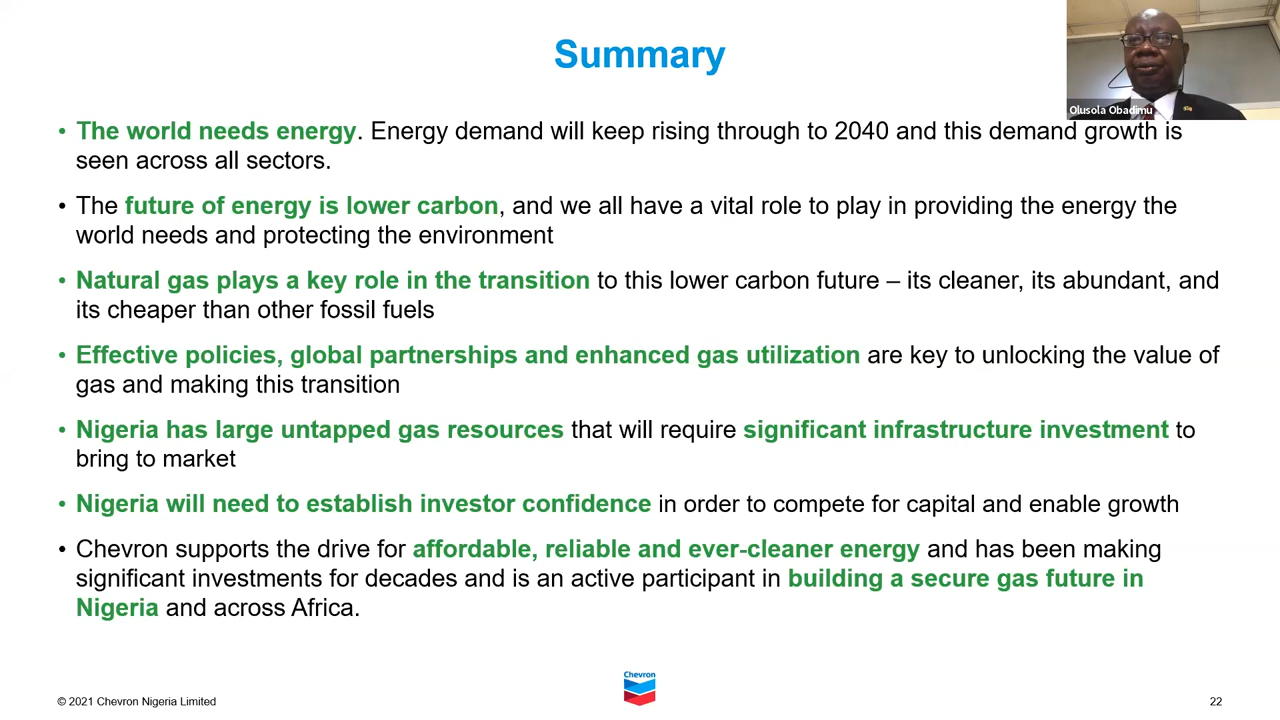 Summary
Olusola Obadimu
• The world needs energy. Energy demand will keep rising through to 2040 and this demand growth is
seen across all sectors.
• The future of energy is lower carbon, and we all have a vital role to play in providing the energy the
world needs and protecting the environment
• Natural gas plays a key role in the transition to this lower carbon future – its cleaner, its abundant, and
its cheaper than other fossil fuels
• Effective policies, global partnerships and enhanced gas utilization are key to unlocking the value of
gas and making this transition
• Nigeria has large untapped gas resources that will require significant infrastructure investment to
bring to market
• Nigeria will need to establish investor confidence in order to compete for capital and enable growth
• Chevron supports the drive for affordable, reliable and ever-cleaner energy and has been making
significant investments for decades and is an active participant in building a secure gas future in
Nigeria and across Africa.
Chevron
© 2021 Chevron Nigeria Limited
22